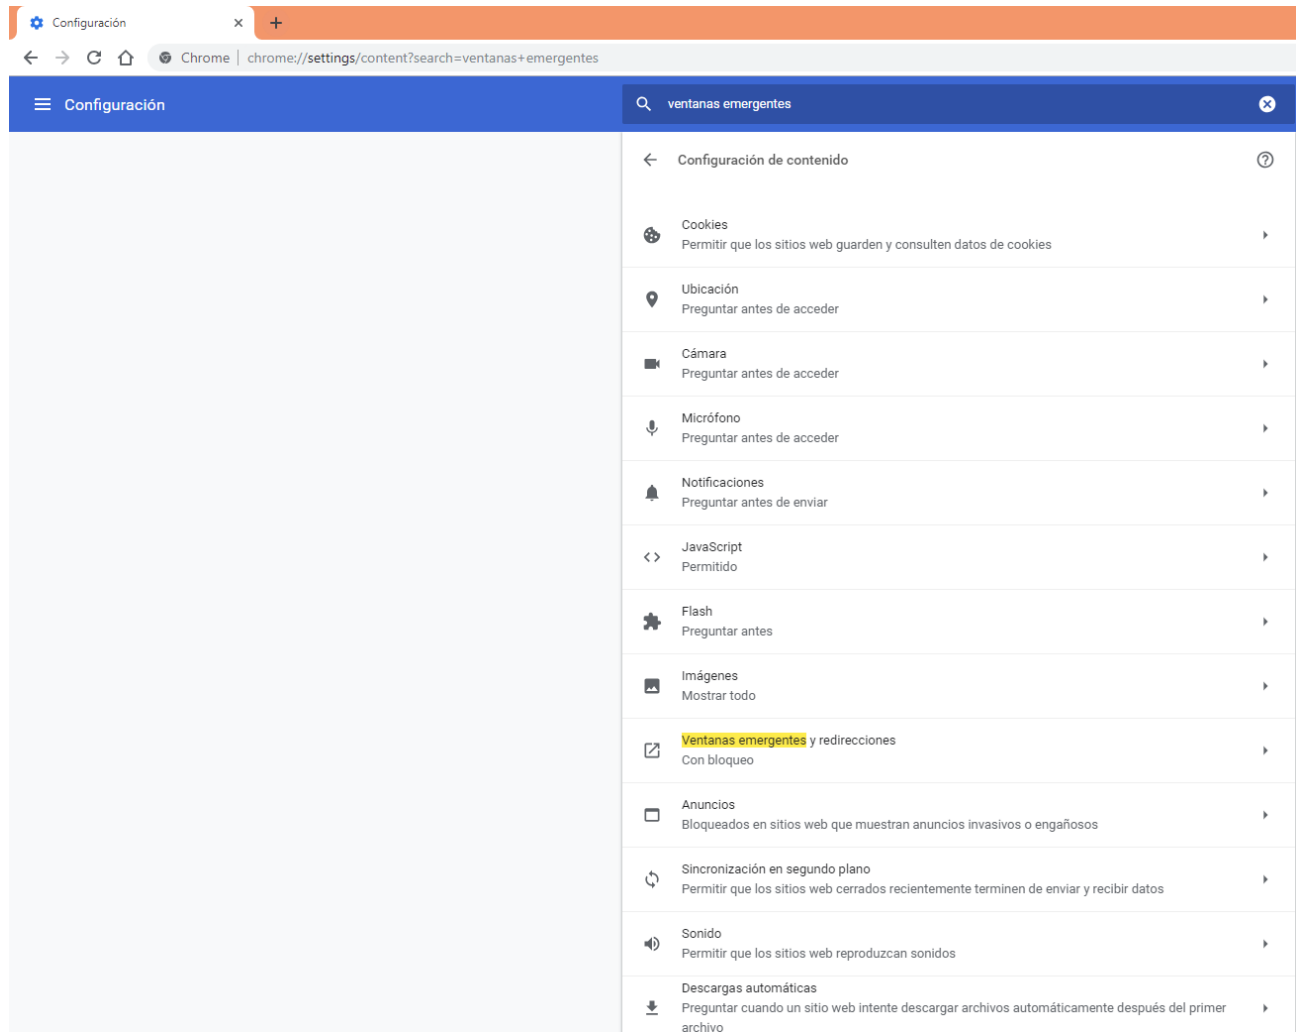 Configuración
Chrome | chrome://settings/content?search=ventanas+emergentes
Configuración
ventanas emergentes
Configuración de contenido
Cookies
Permitir que los sitios web guarden y consulten datos de cookies
Ubicación
Preguntar antes de acceder
Cámara
Preguntar antes de acceder
Micrófono
Preguntar antes de acceder
Notificaciones
Preguntar antes de enviar
JavaScript
Permitido
Flash
Preguntar antes
Imágenes
Mostrar todo
Ventanas emergentes y redirecciones
Con bloqueo
Anuncios
Bloqueados en sitios web que muestran anuncios invasivos o engañosos
Sincronización en segundo plano
Permitir que los sitios web cerrados recientemente terminen de enviar y recibir datos
Sonido
Permitir que los sitios web reproduzcan sonidos
Descargas automáticas
Preguntar cuando un sitio web intente descargar archivos automáticamente después del primer
archivo